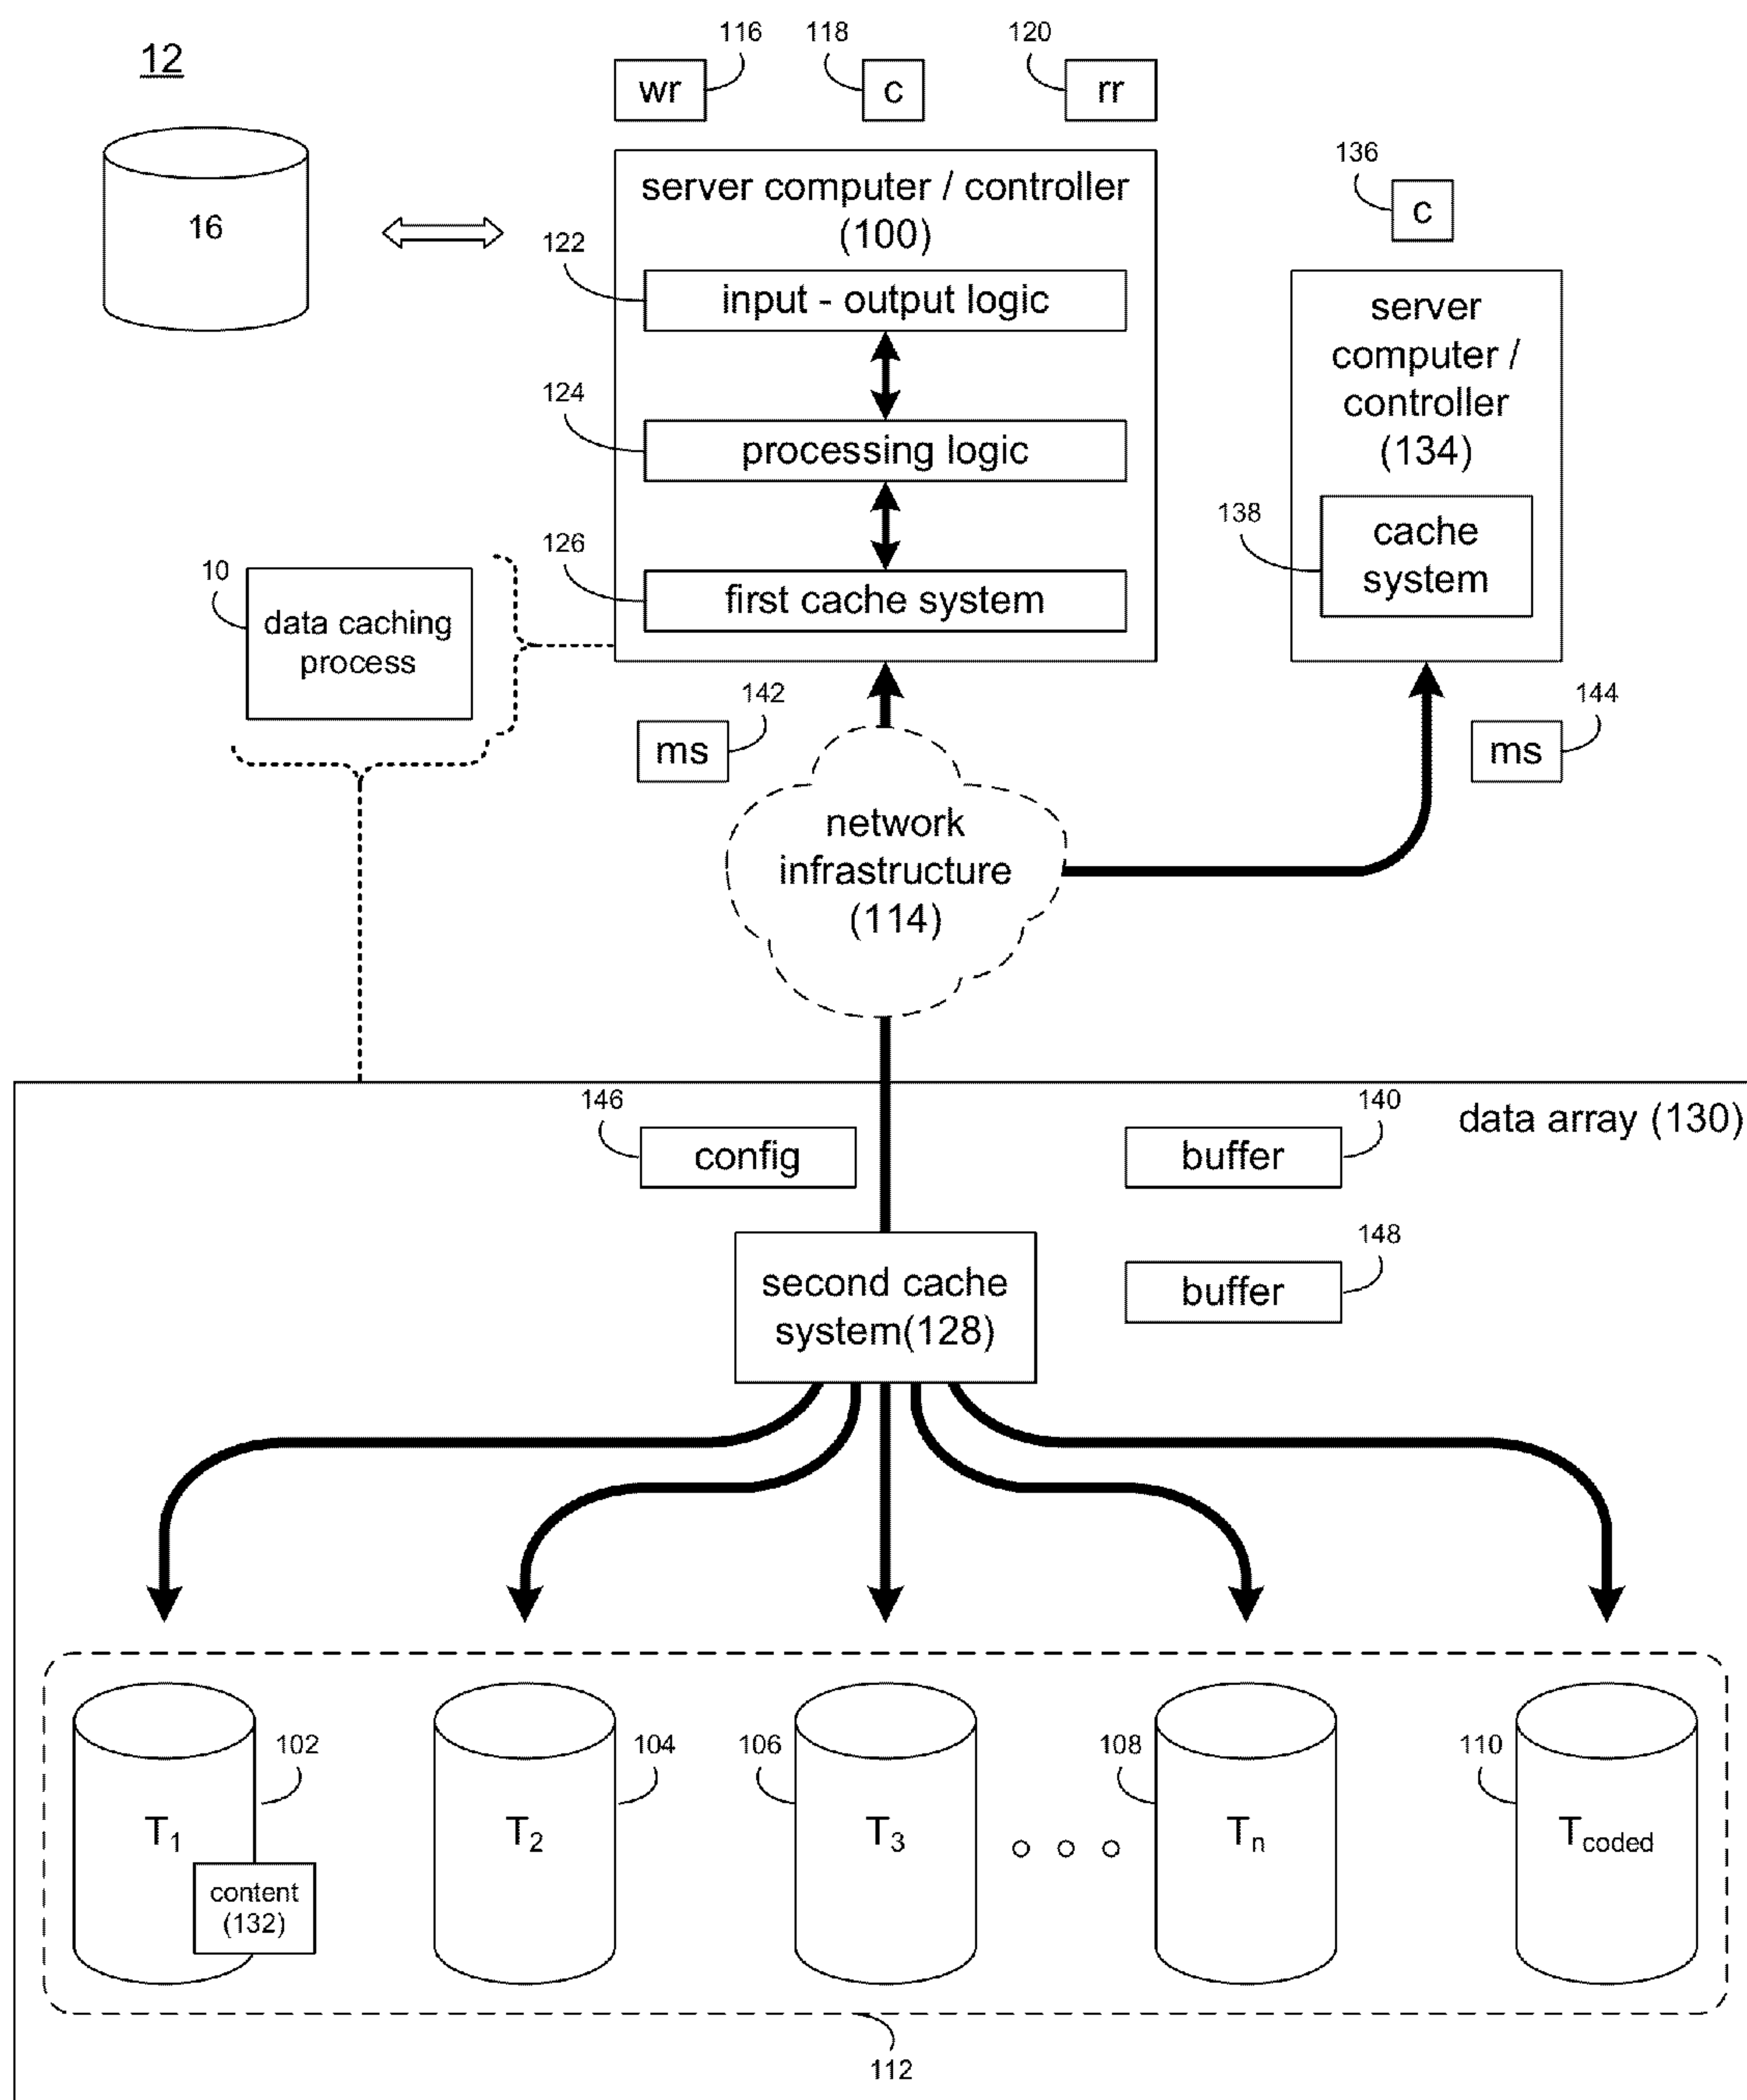 12
116
118
120
wr
c
rr
136
c
16
server computer / controller
(100)
122
input - output logic
124
processing logic
126
first cache system
server
computer /
controller
(134)
138
cache
system
10
data caching
process
142
ms
144
ms
network
infrastructure
(114)
data array (130)
146
config
140
buffer
148
buffer
second cache
system(128)
102
104
106
108
110
T1
T2
T3
Tn
Tcoded
content
(132)
112